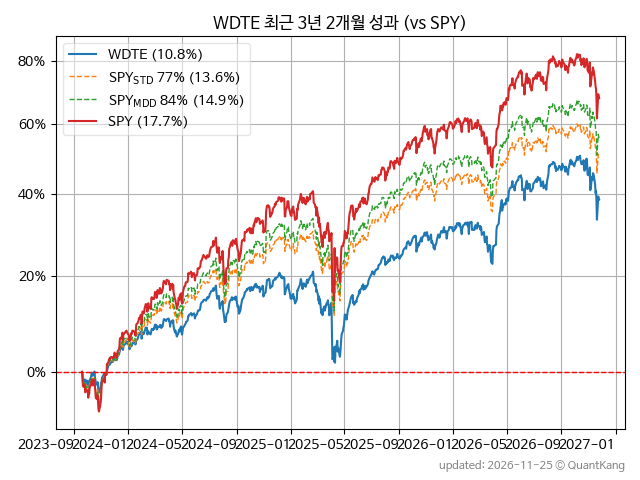 WDTE 최근 3년 2개월 성과 (vs SPY)
WDTE (10.8%)
SPY_STD 77% (13.6%)
SPY_MDD 84% (14.9%)
SPY (17.7%)
80%
60%
40%
20%
0%
2023-09 2024-01 2024-05 2024-09 2025-01 2025-05 2025-09 2026-01 2026-05 2026-09 2027-01
updated: 2026-11-25 © QuantKang